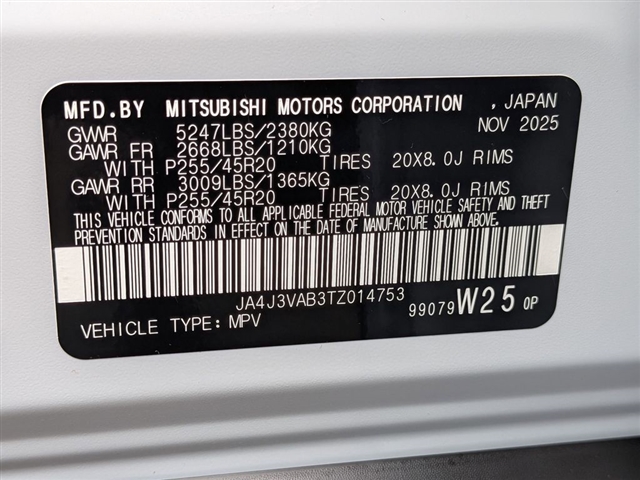 MFD.BY MITSUBISHI MOTORS CORPORATION , JAPAN
GVWR 5247LBS/2380KG NOV 2025
GAWR FR 2668LBS/1210KG
WITH P255/45R20 TIRES 20X8.0J RIMS
GAWR RR 3009LBS/1365KG
WITH P255/45R20 TIRES 20X8.0J RIMS
THIS VEHICLE CONFORMS TO ALL APPLICABLE FEDERAL MOTOR VEHICLE SAFETY AND THEFT
PREVENTION STANDARDS IN EFFECT ON THE DATE OF MANUFACTURE SHOWN ABOVE.
JA4J3VAB3TZ014753
VEHICLE TYPE: MPV 99079 W25 0P